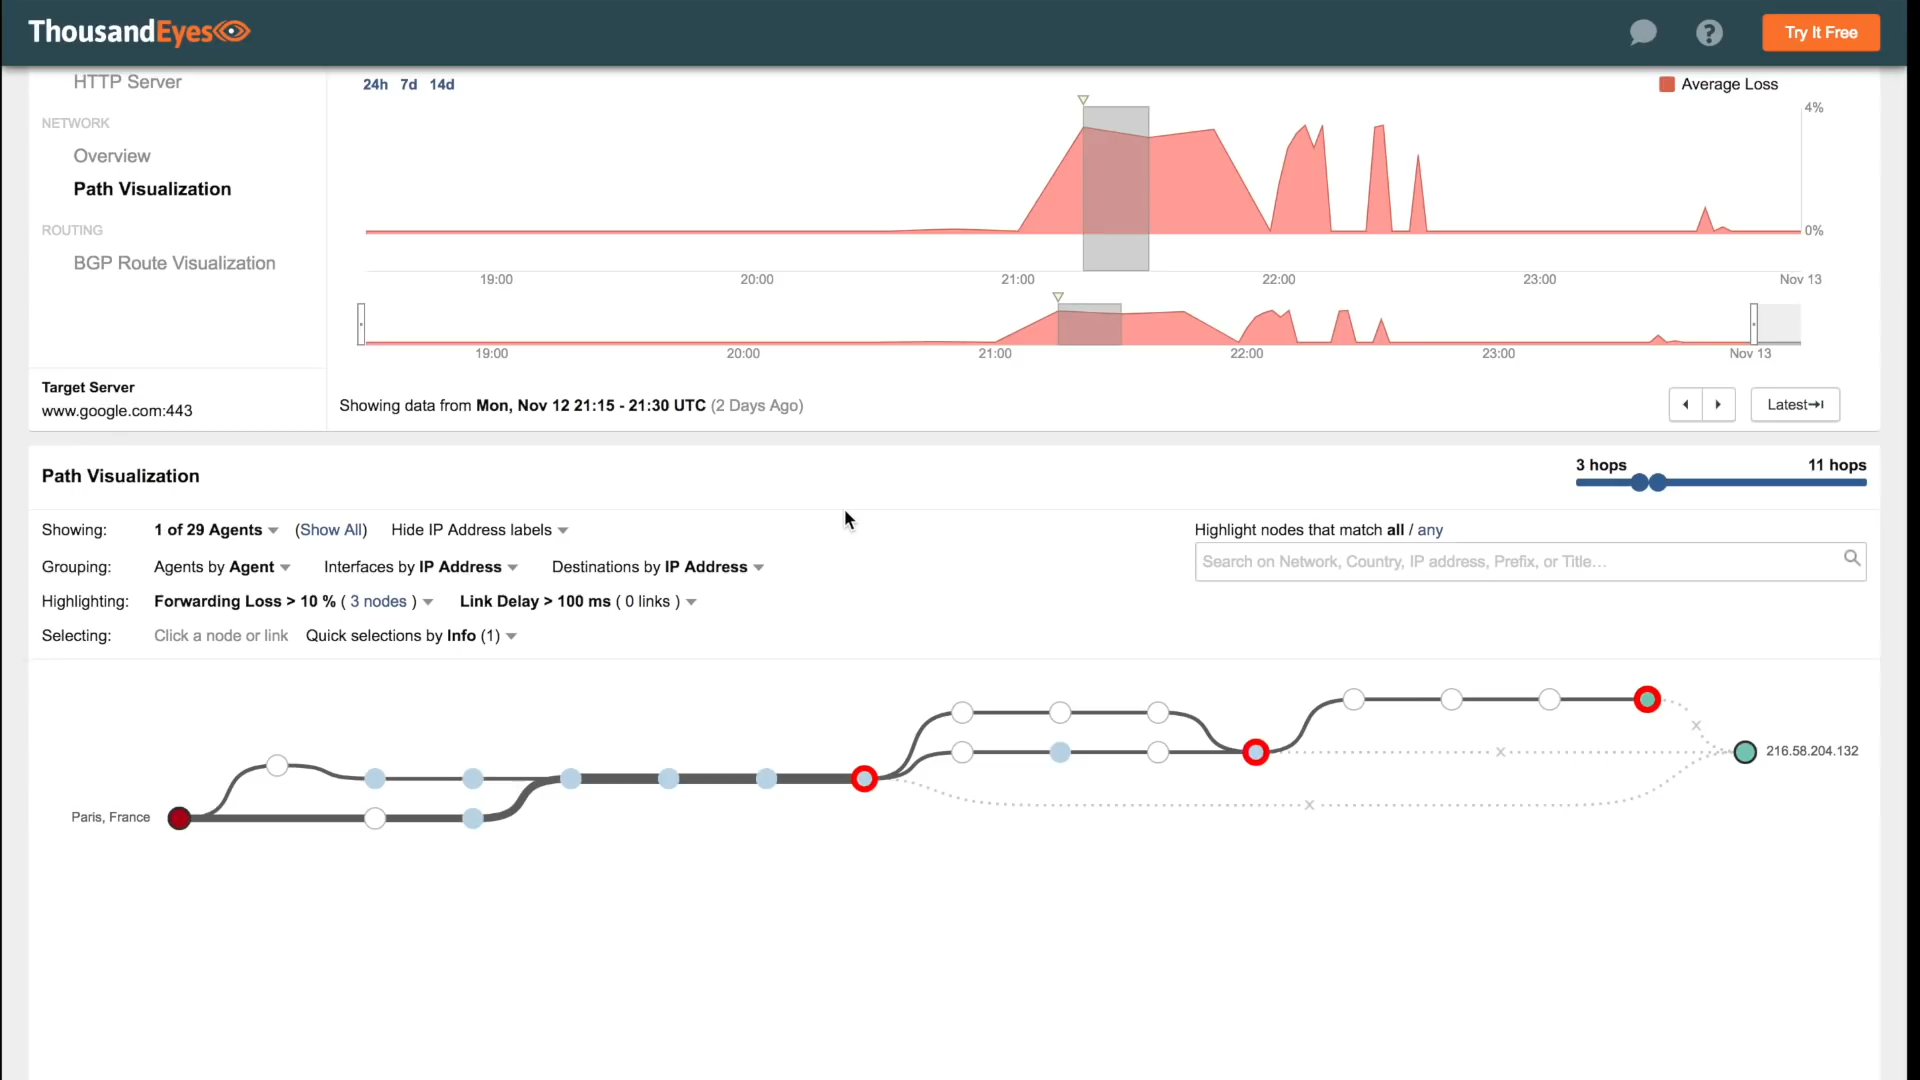 ThousandEyes
Try It Free
HTTP Server
NETWORK
Overview
Path Visualization
ROUTING
BGP Route Visualization
Target Server
www.google.com:443
24h 7d 14d
Average Loss
4%
0%
19:00 20:00 21:00 22:00 23:00 Nov 13
19:00 20:00 21:00 22:00 23:00 Nov 13
Showing data from Mon, Nov 12 21:15 - 21:30 UTC (2 Days Ago)
Latest
Path Visualization
3 hops 11 hops
Showing: 1 of 29 Agents (Show All) Hide IP Address labels
Highlight nodes that match all / any
Search on Network, Country, IP address, Prefix, or Title...
Grouping: Agents by Agent Interfaces by IP Address Destinations by IP Address
Highlighting: Forwarding Loss > 10 % ( 3 nodes ) Link Delay > 100 ms ( 0 links )
Selecting: Click a node or link Quick selections by Info (1)
Paris, France
216.58.204.132